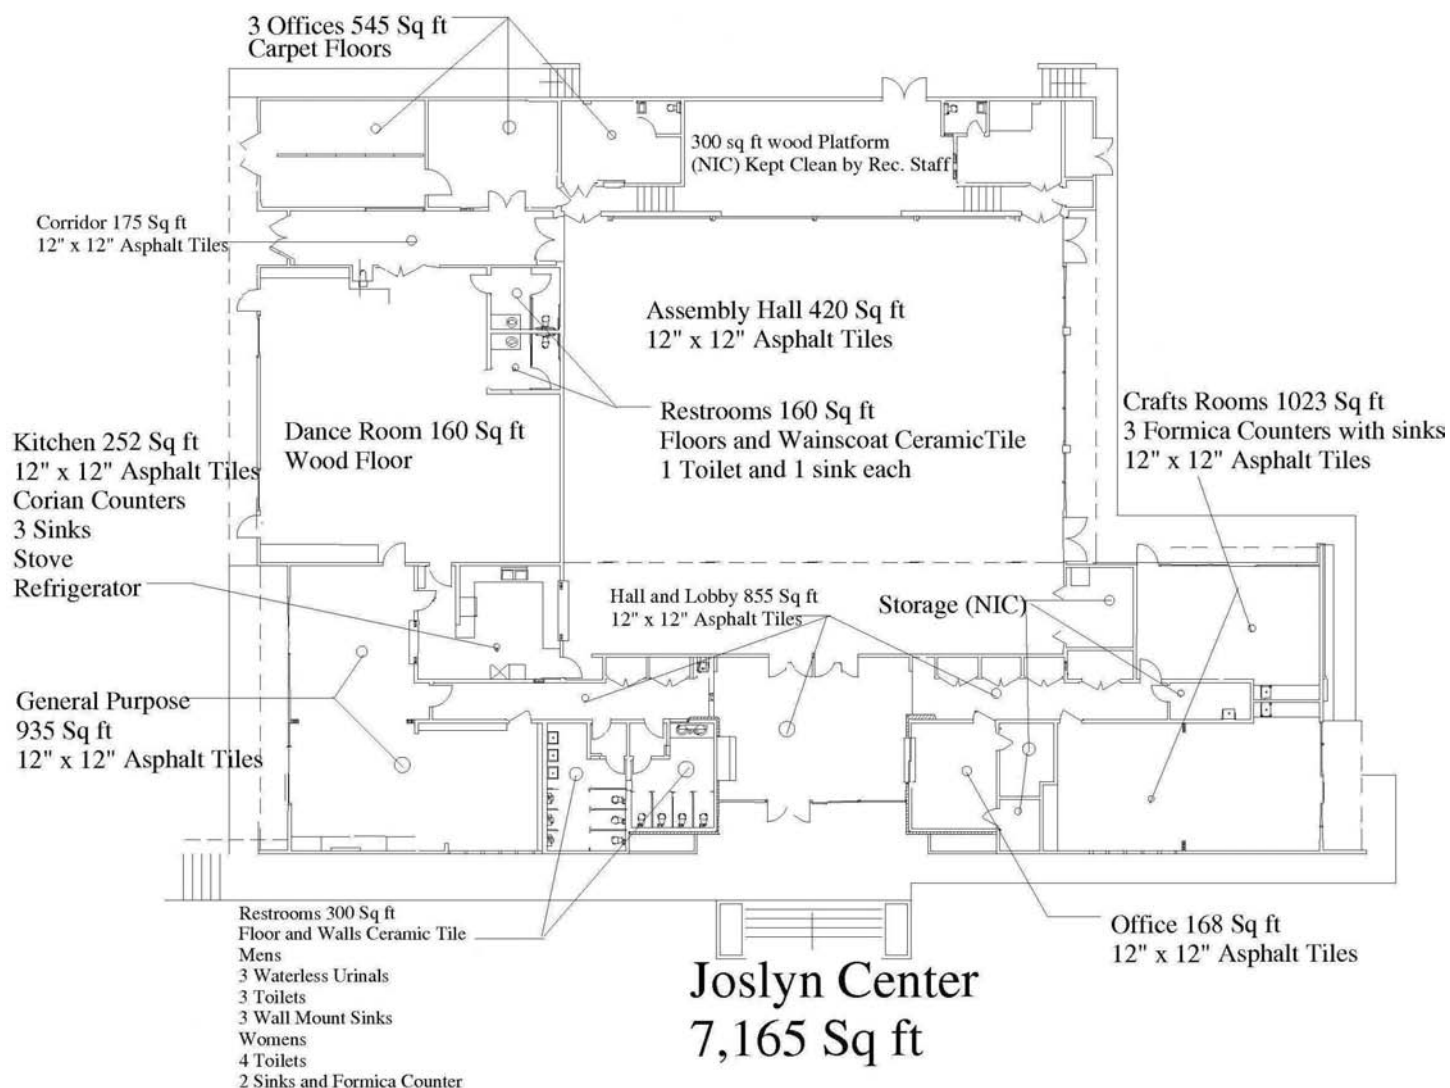 3 Offices 545 Sq ft
Carpet Floors
300 sq ft wood Platform
(NIC) Kept Clean by Rec. Staff
Corridor 175 Sq ft
12" x 12" Asphalt Tiles
Assembly Hall 420 Sq ft
12" x 12" Asphalt Tiles
Restrooms 160 Sq ft
Floors and Wainscoat CeramicTile
1 Toilet and 1 sink each
Crafts Rooms 1023 Sq ft
3 Formica Counters with sinks
12" x 12" Asphalt Tiles
Dance Room 160 Sq ft
Wood Floor
Kitchen 252 Sq ft
12" x 12" Asphalt Tiles
Corian Counters
3 Sinks
Stove
Refrigerator
Hall and Lobby 855 Sq ft
12" x 12" Asphalt Tiles
Storage (NIC)
General Purpose
935 Sq ft
12" x 12" Asphalt Tiles
Restrooms 300 Sq ft
Floor and Walls Ceramic Tile
Mens
3 Waterless Urinals
3 Toilets
3 Wall Mount Sinks
Womens
4 Toilets
2 Sinks and Formica Counter
Office 168 Sq ft
12" x 12" Asphalt Tiles
Joslyn Center
7,165 Sq ft